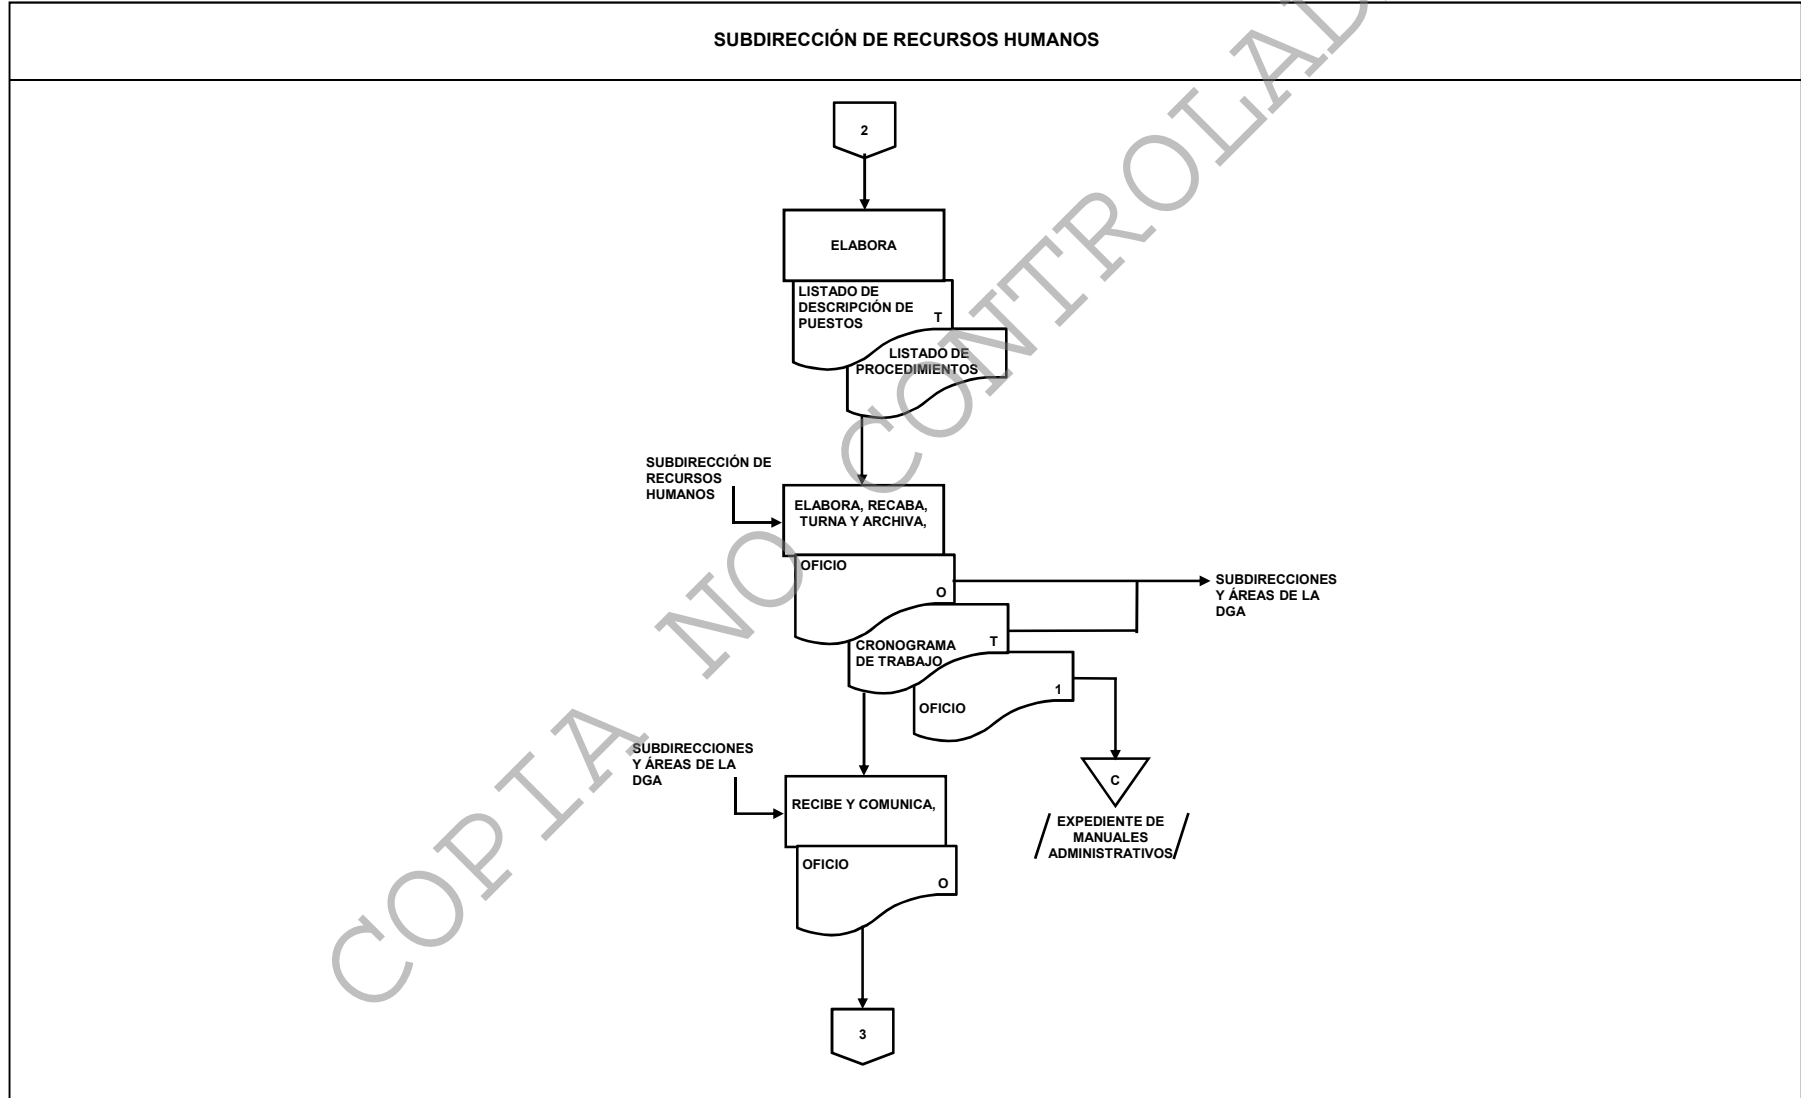 SUBDIRECCIÓN DE RECURSOS HUMANOS
2
ELABORA
LISTADO DE
DESCRIPCIÓN DE
PUESTOS
T
LISTADO DE
PROCEDIMIENTOS
SUBDIRECCIÓN DE
RECURSOS
HUMANOS
ELABORA, RECABA,
TURNA Y ARCHIVA,
OFICIO
O
SUBDIRECCIONES
Y ÁREAS DE LA
DGA
CRONOGRAMA
DE TRABAJO
T
OFICIO
1
C
EXPEDIENTE DE
MANUALES
ADMINISTRATIVOS
SUBDIRECCIONES
Y ÁREAS DE LA
DGA
RECIBE Y COMUNICA,
OFICIO
O
3
COPIA NO CONTROLAD